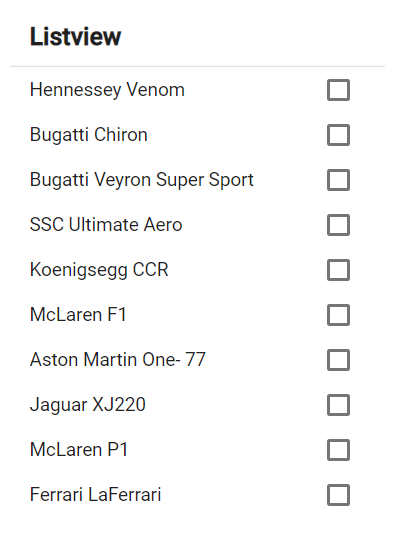 Listview
Hennessey Venom
Bugatti Chiron
Bugatti Veyron Super Sport
SSC Ultimate Aero
Koenigsegg CCR
McLaren F1
Aston Martin One- 77
Jaguar XJ220
McLaren P1
Ferrari LaFerrari